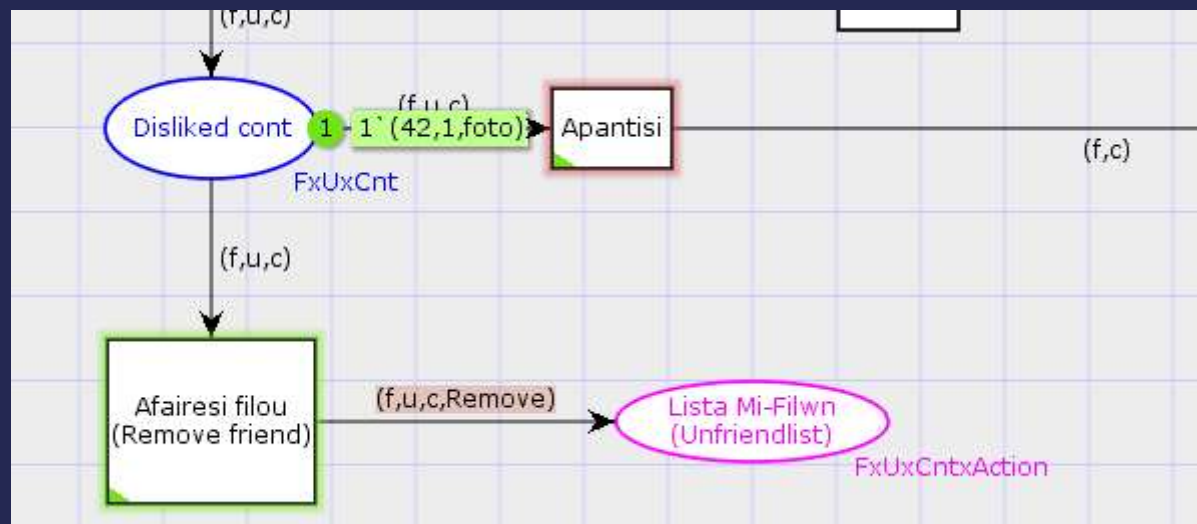 (f,u,c)
Disliked cont
1
(f,u,c)
1`(42,1,foto)
Apantisi
(f,c)
FxUxCnt
(f,u,c)
Afairesi filou
(Remove friend)
(f,u,c,Remove)
Lista Mi-Filwn
(Unfriendlist)
FxUxCntxAction